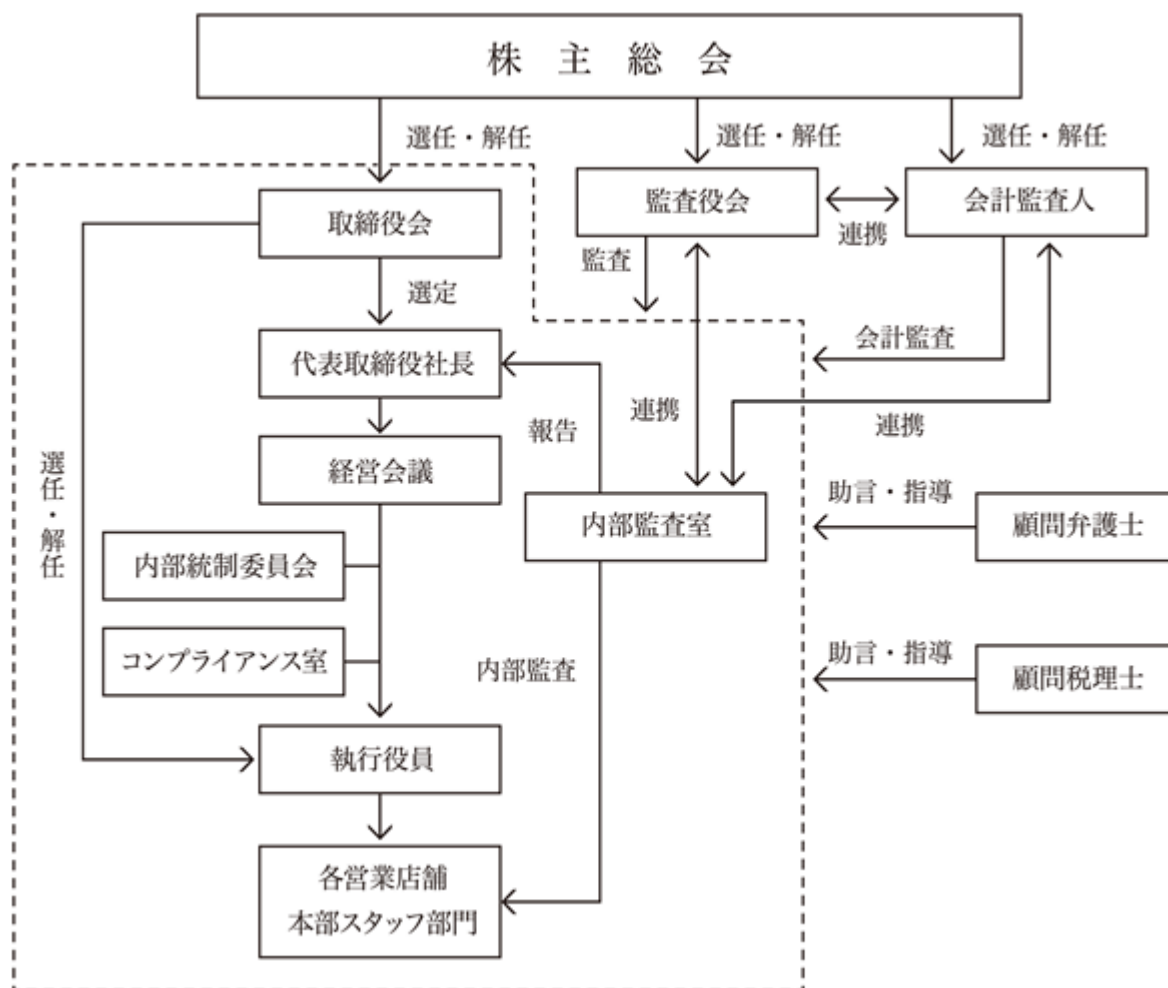 株主総会
選任・解任
選任・解任
選任・解任
取締役会
監査役会
会計監査人
連携
監査
選定
会計監査
代表取締役社長
報告
連携
連携
経営会議
選任・解任
内部監査室
助言・指導
顧問弁護士
内部統制委員会
コンプライアンス室
内部監査
助言・指導
顧問税理士
執行役員
各営業店舗
本部スタッフ部門